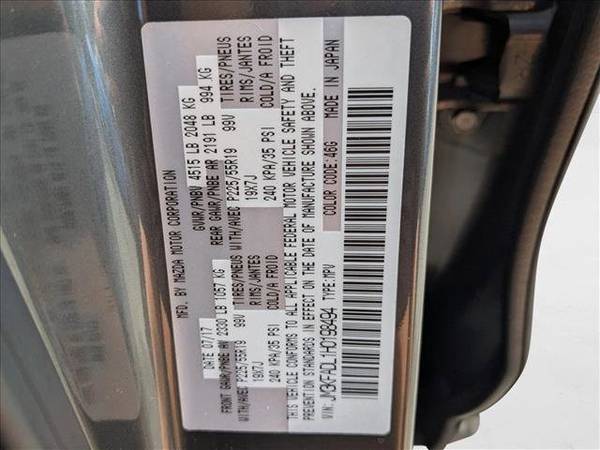 MFD. BY MAZDA MOTOR CORPORATION
DATE 07/17 GVWR/PNBV 4515 LB 2048 KG
FRONT GAWR/PNBE AV 2330 LB 1057 KG REAR GAWR/PNBE AR 2191 LB 994 KG
WITH/AVEC P225/55R19 99V TIRES/PNEUS WITH/AVEC P225/55R19 99V TIRES/PNEUS
19X7J RIMS/JANTES 19X7J RIMS/JANTES
240 KPA/35 PSI COLD/A FROID 240 KPA/35 PSI COLD/A FROID
THIS VEHICLE CONFORMS TO ALL APPLICABLE FEDERAL MOTOR VEHICLE SAFETY AND THEFT
PREVENTION STANDARDS IN EFFECT ON THE DATE OF MANUFACTURE SHOWN ABOVE.
VIN: JM3KFADL1H0198494 TYPE: MPV COLOR CODE: 46G MADE IN JAPAN